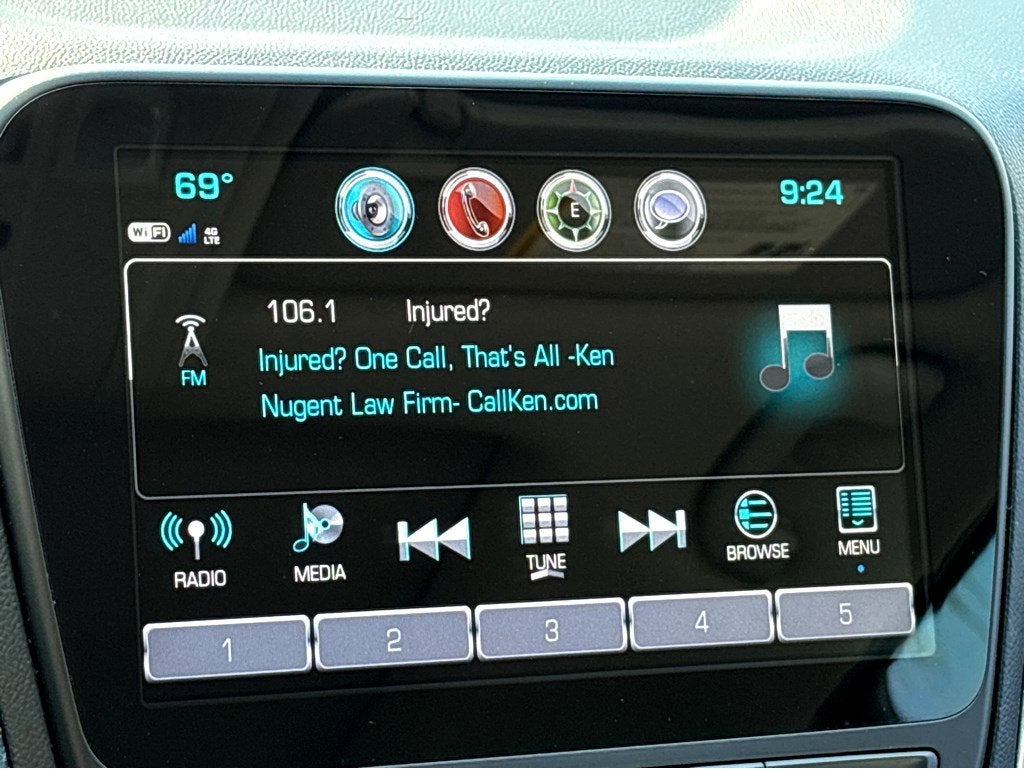 69°
9:24
WiFi
4G
LTE
E
106.1 Injured?
Injured? One Call, That's All -Ken
Nugent Law Firm- CallKen.com
FM
RADIO
MEDIA
TUNE
BROWSE
MENU
1
2
3
4
5